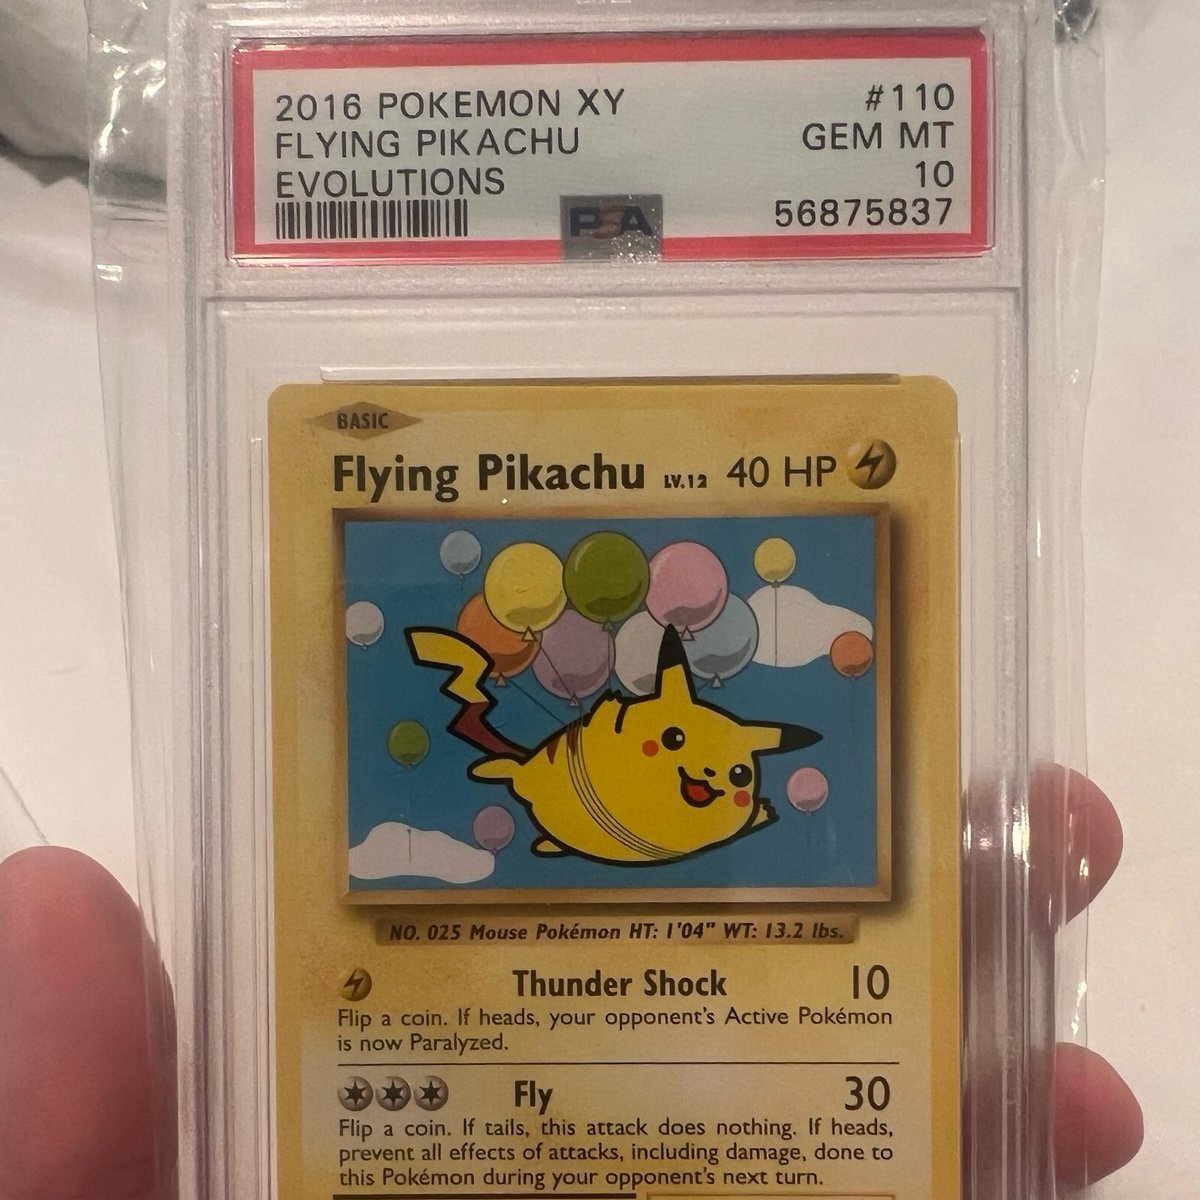 2016 POKEMON XY #110
FLYING PIKACHU GEM MT
EVOLUTIONS 10
PSA 56875837
BASIC
Flying Pikachu LV.12 40 HP
NO. 025 Mouse Pokémon HT: 1'04" WT: 13.2 lbs.
Thunder Shock 10
Flip a coin. If heads, your opponent's Active Pokémon
is now Paralyzed.
Fly 30
Flip a coin. If tails, this attack does nothing. If heads,
prevent all effects of attacks, including damage, done to
this Pokémon during your opponent's next turn.